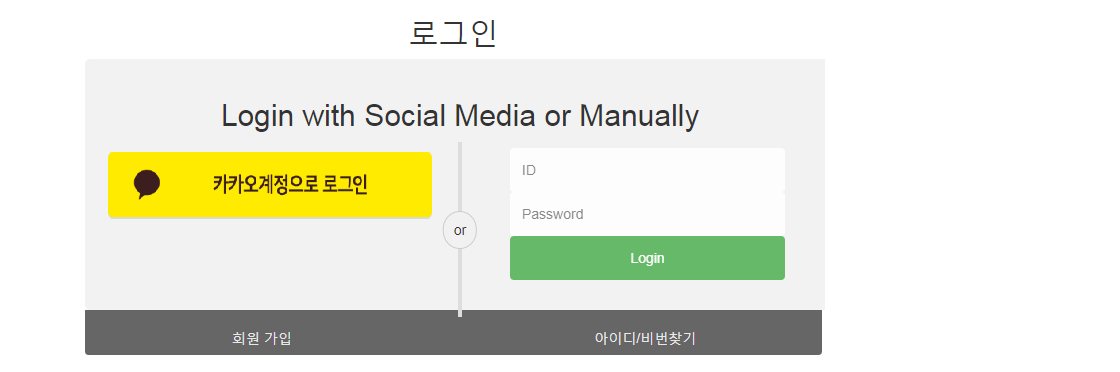 로그인
Login with Social Media or Manually
카카오계정으로 로그인
or
ID
Password
Login
회원 가입
아이디/비번찾기